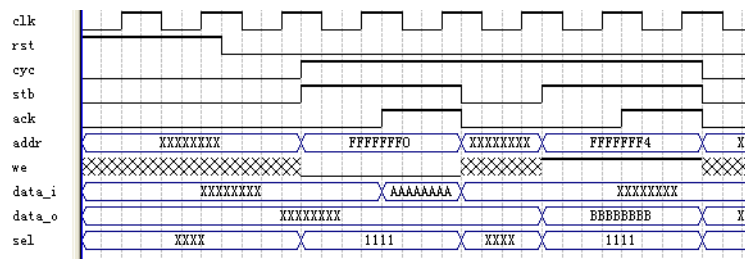 clk
rst
cyc
stb
ack
addr XXXXXXXX FFFFFFF0 XXXXXXXX FFFFFFF4 X
we
data_i XXXXXXXX AAAAAAAA XXXXXXXX
data_o XXXXXXXX BBBBBBBB X
sel XXXX 1111 XXXX 1111